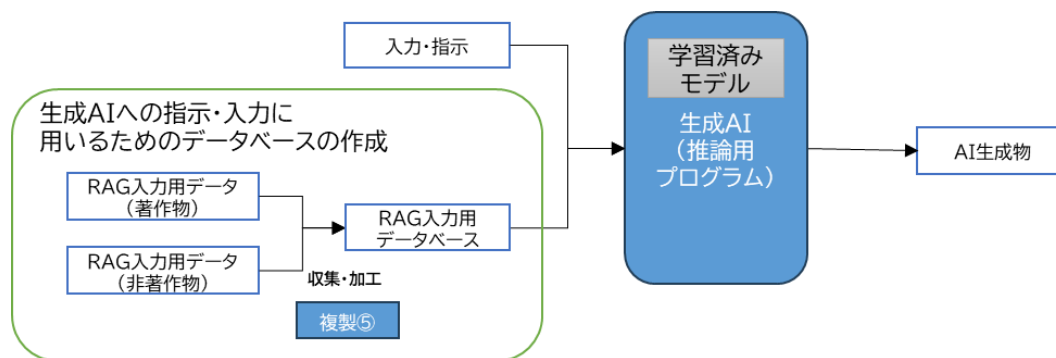 入力・指示
学習済み
モデル
生成AI
（推論用
プログラム）
AI生成物
生成AIへの指示・入力に
用いるためのデータベースの作成
RAG入力用データ
（著作物）
RAG入力用データ
（非著作物）
RAG入力用
データベース
収集・加工
複製⑤